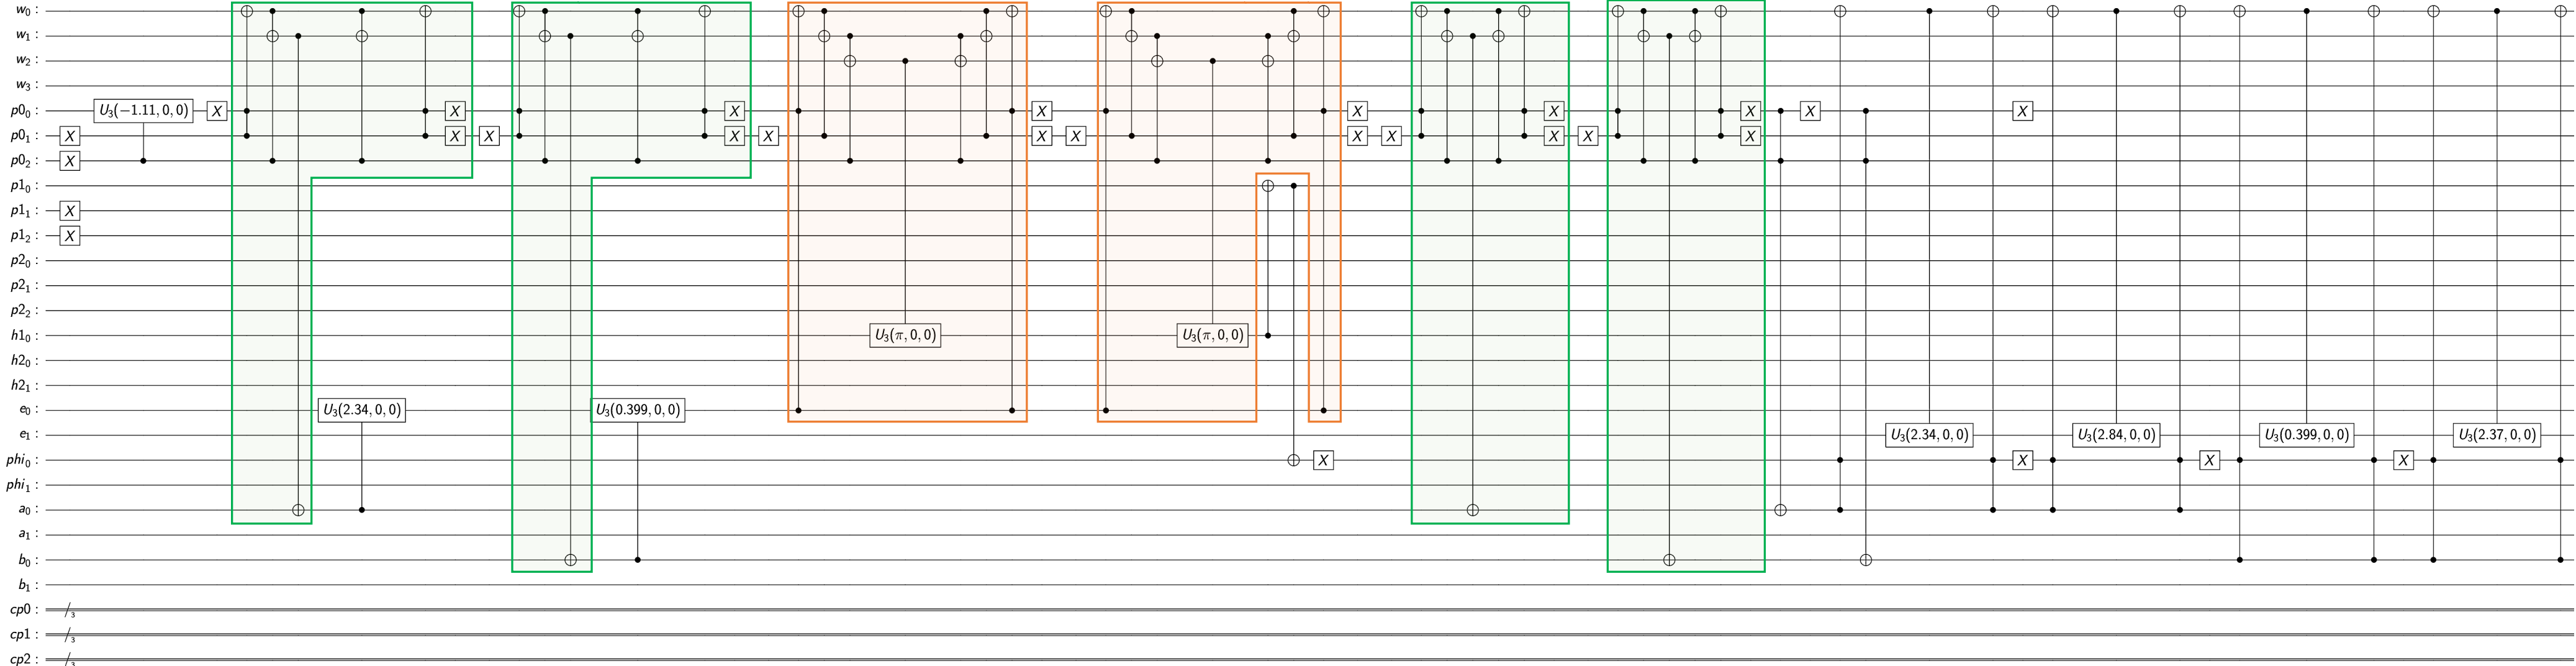 w0 :
w1 :
w2 :
w3 :
p00 : U3(−1.11, 0, 0) X X X X X X X X X
p01 : X X X X X X X X X X X X
p02 : X
p10 :
p11 : X
p12 : X
p20 :
p21 :
p22 :
h10 : U3(π, 0, 0) U3(π, 0, 0)
h20 :
h21 :
e0 : U3(2.34, 0, 0) U3(0.399, 0, 0)
e1 : U3(2.34, 0, 0) U3(2.84, 0, 0) U3(0.399, 0, 0) U3(2.37, 0, 0)
phi0 : X X X X
phi1 :
a0 :
a1 :
b0 :
b1 :
cp0 : / 3
cp1 : / 3
cp2 : / 3